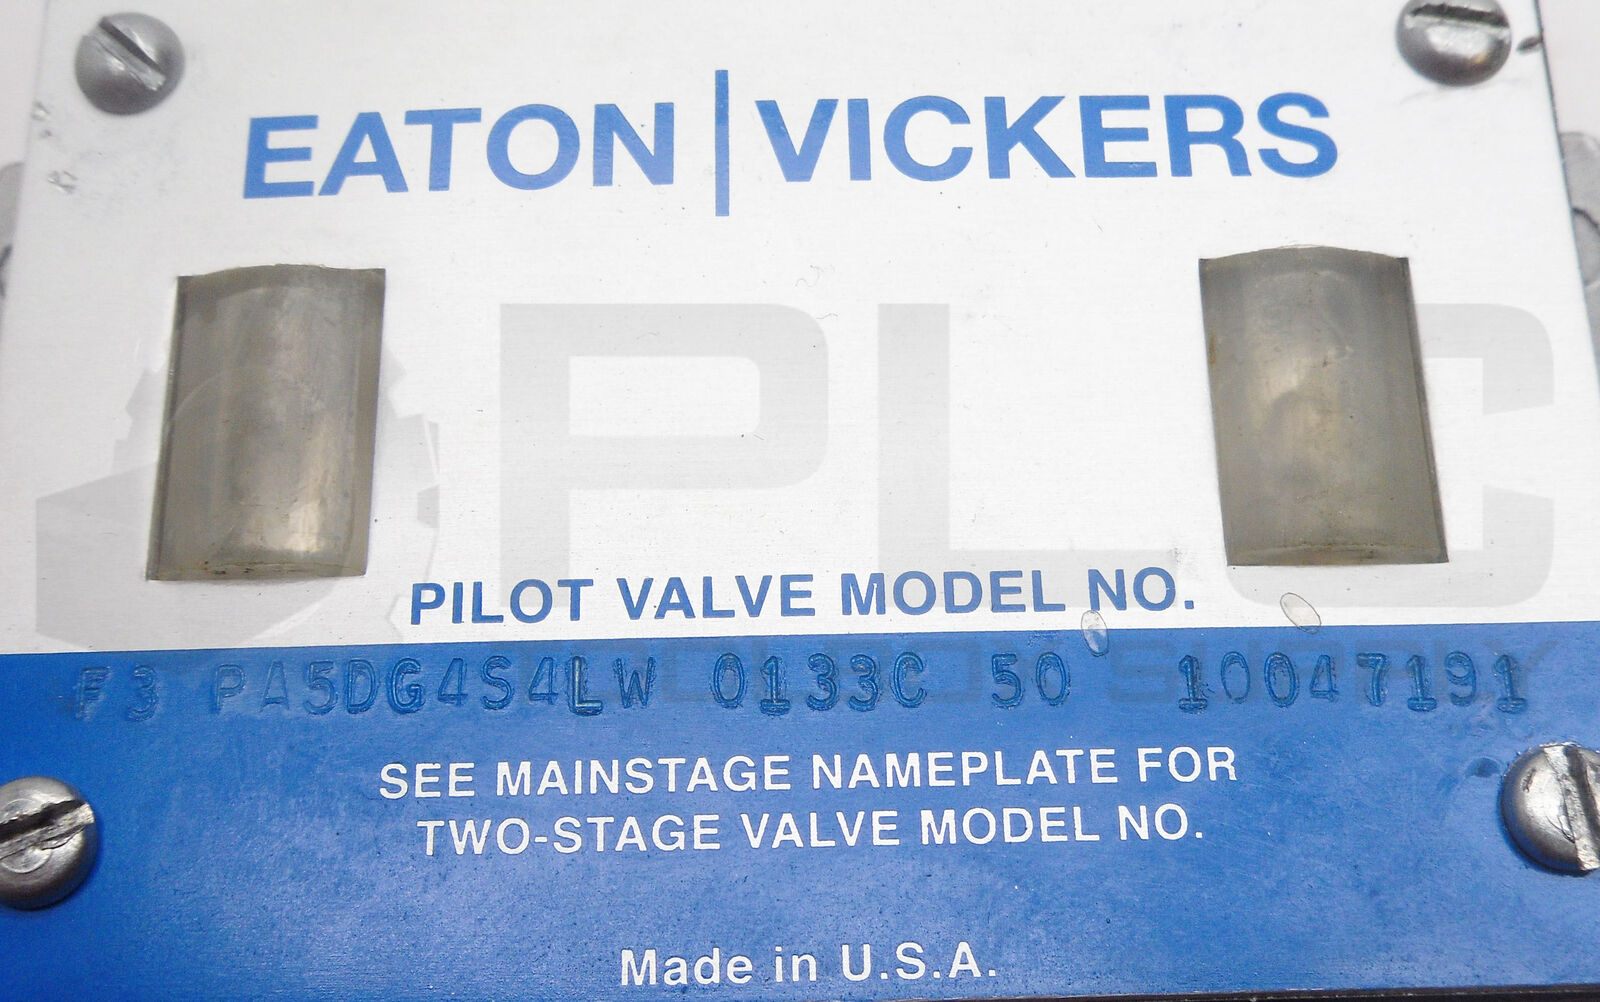 EATON | VICKERS
PLC
PILOT VALVE MODEL NO.
F3 PA5DG4S4LW 0133C 50 10047191
SEE MAINSTAGE NAMEPLATE FOR
TWO-STAGE VALVE MODEL NO.
Made in U.S.A.